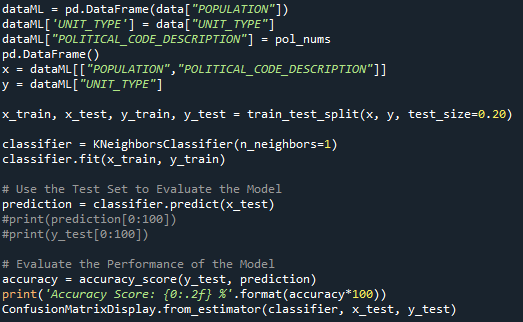 dataML = pd.DataFrame(data["POPULATION"])
dataML['UNIT_TYPE'] = data["UNIT_TYPE"]
dataML["POLITICAL_CODE_DESCRIPTION"] = pol_nums
pd.DataFrame()
x = dataML[["POPULATION","POLITICAL_CODE_DESCRIPTION"]]
y = dataML["UNIT_TYPE"]
x_train, x_test, y_train, y_test = train_test_split(x, y, test_size=0.20)
classifier = KNeighborsClassifier(n_neighbors=1)
classifier.fit(x_train, y_train)
# Use the Test Set to Evaluate the Model
prediction = classifier.predict(x_test)
#print(prediction[0:100])
#print(y_test[0:100])
# Evaluate the Performance of the Model
accuracy = accuracy_score(y_test, prediction)
print('Accuracy Score: {0:.2f} %'.format(accuracy*100))
ConfusionMatrixDisplay.from_estimator(classifier, x_test, y_test)